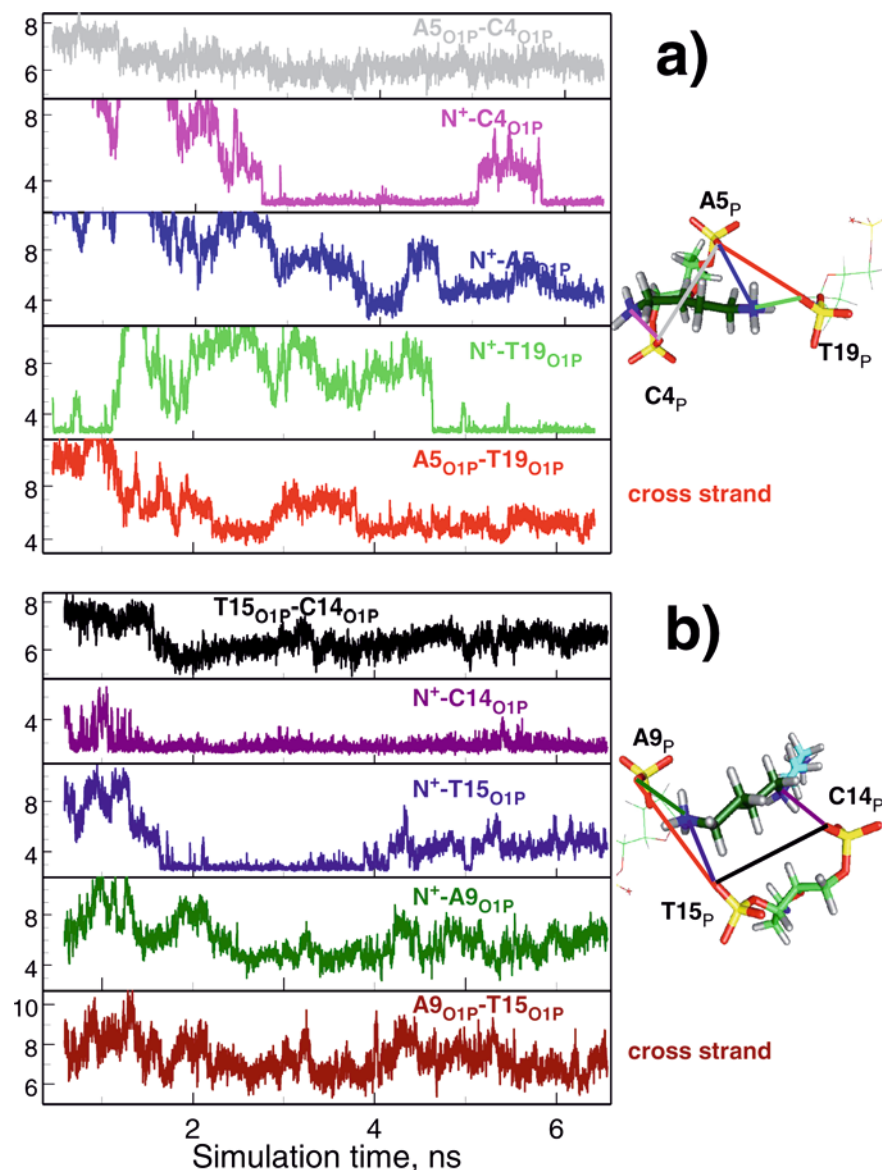 a)
8
6
A5O1P-C4O1P
8
4
N+-C4O1P
8
4
N+-A5O1P
8
4
N+-T19O1P
8
4
A5O1P-T19O1P
A5P
T19P
C4P
cross strand
b)
8
6
T15O1P-C14O1P
4
N+-C14O1P
8
4
N+-T15O1P
8
4
N+-A9O1P
10
8
6
A9O1P-T15O1P
A9P
C14P
T15P
cross strand
2 4 6
Simulation time, ns